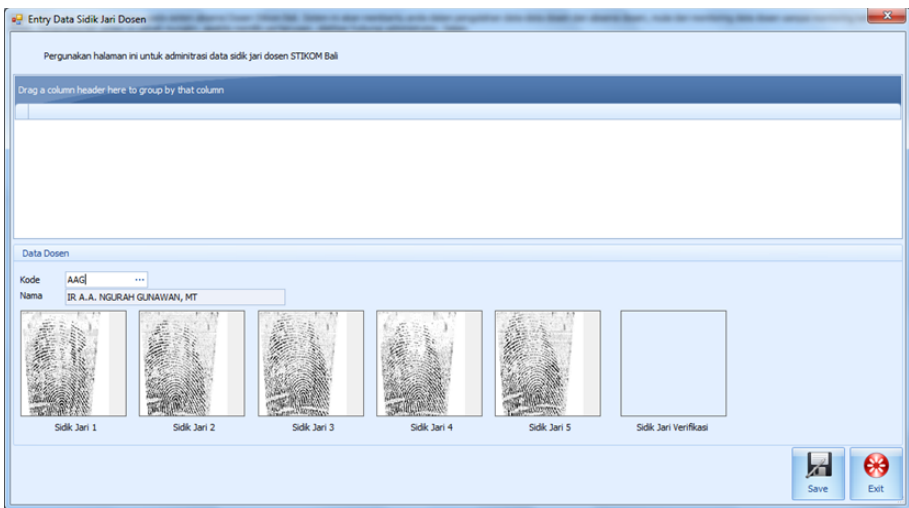 Entry Data Sidik Jari Dosen
Pergunakan halaman ini untuk adminitrasi data sidik jari dosen STIKOM Bali
Drag a column header here to group by that column
Data Dosen
Kode AAG ...
Nama IR A.A. NGURAH GUNAWAN, MT
Sidik Jari 1 Sidik Jari 2 Sidik Jari 3 Sidik Jari 4 Sidik Jari 5 Sidik Jari Verifikasi
Save Exit